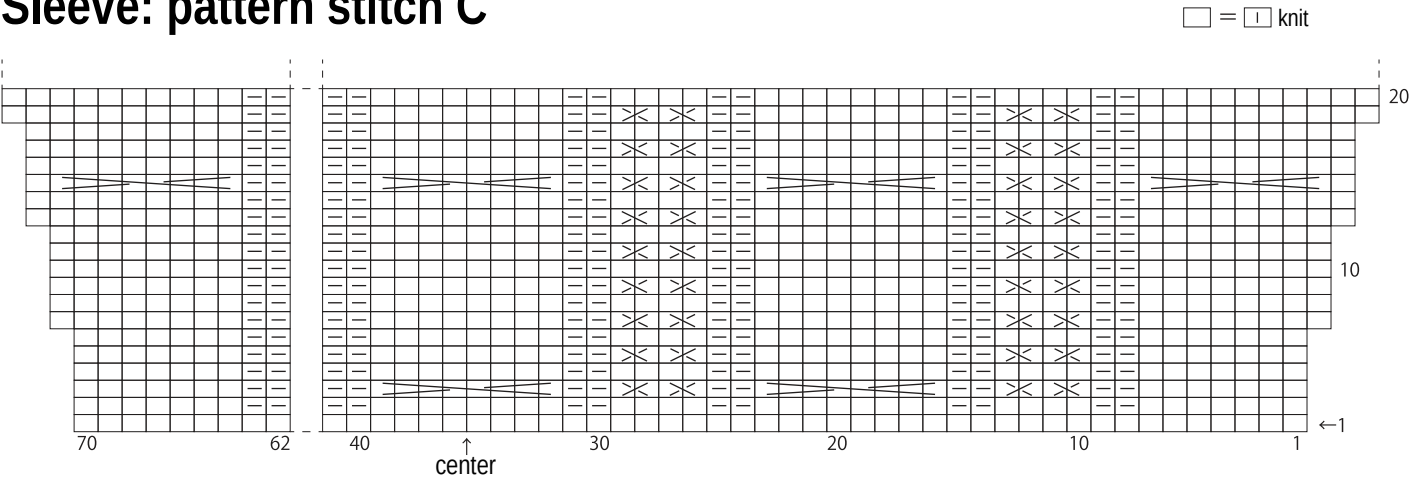 Sleeve: pattern stitch C
= knit
20
10
←1
70 62 40 30 20 10 1
↑
center